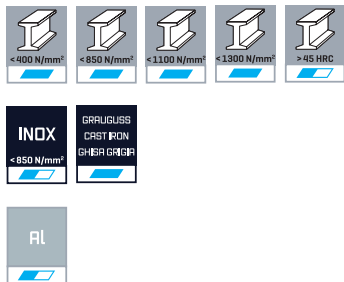 <400 N/mm² <850 N/mm² <1100 N/mm² <1300 N/mm² >45 HRC
INOX
<850 N/mm²
GRAUGUSS
CAST IRON
GHISA GRIGIA
Al